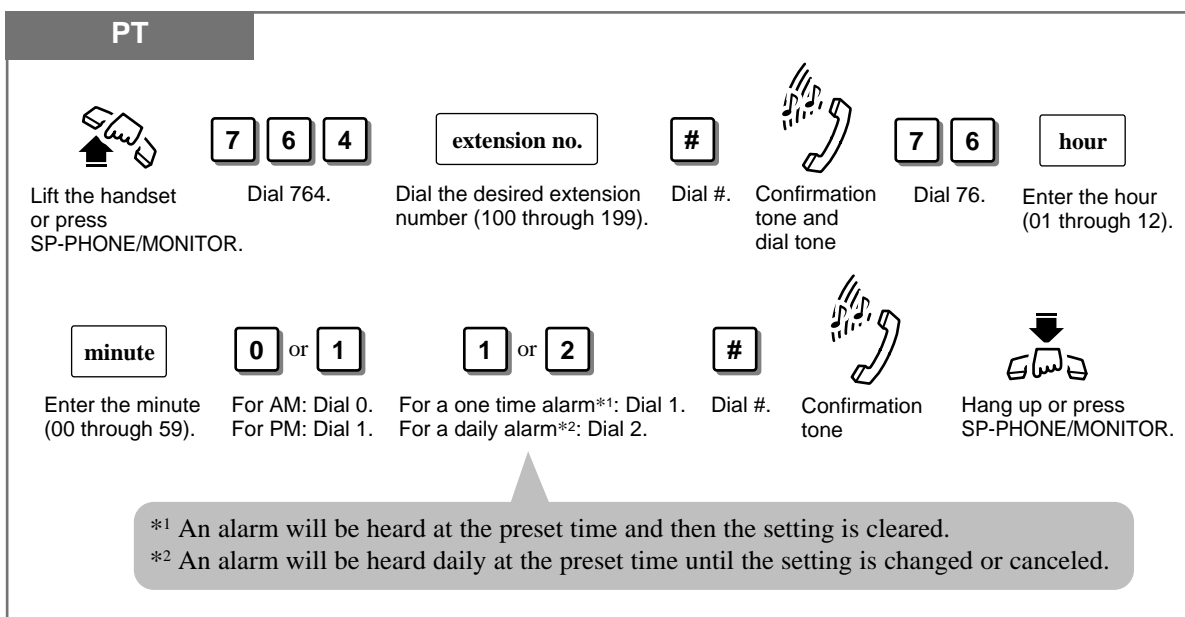 PT
7 6 4 extension no. # 7 6 hour
Lift the handset
or press
SP-PHONE/MONITOR.
Dial 764.
Dial the desired extension
number (100 through 199).
Dial #.
Confirmation
tone and
dial tone
Dial 76.
Enter the hour
(01 through 12).
minute 0 or 1 1 or 2 #
Enter the minute
(00 through 59).
For AM: Dial 0.
For PM: Dial 1.
For a one time alarm*1: Dial 1.
For a daily alarm*2: Dial 2.
Dial #.
Confirmation
tone
Hang up or press
SP-PHONE/MONITOR.
*1 An alarm will be heard at the preset time and then the setting is cleared.
*2 An alarm will be heard daily at the preset time until the setting is changed or canceled.